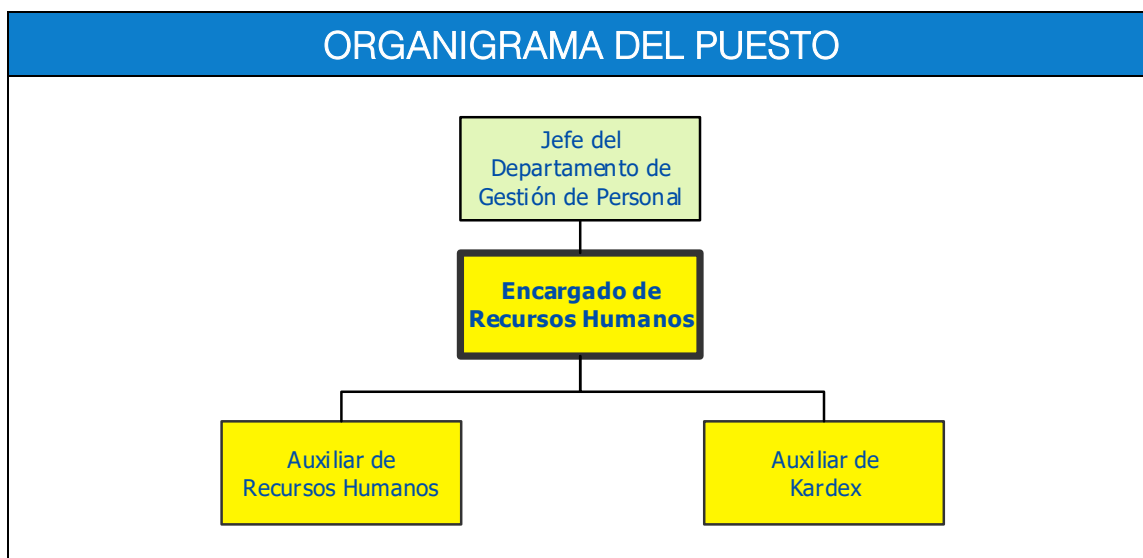 ORGANIGRAMA DEL PUESTO
Jefe del
Departamento de
Gestión de Personal
Encargado de
Recursos Humanos
Auxiliar de
Recursos Humanos
Auxiliar de
Kardex